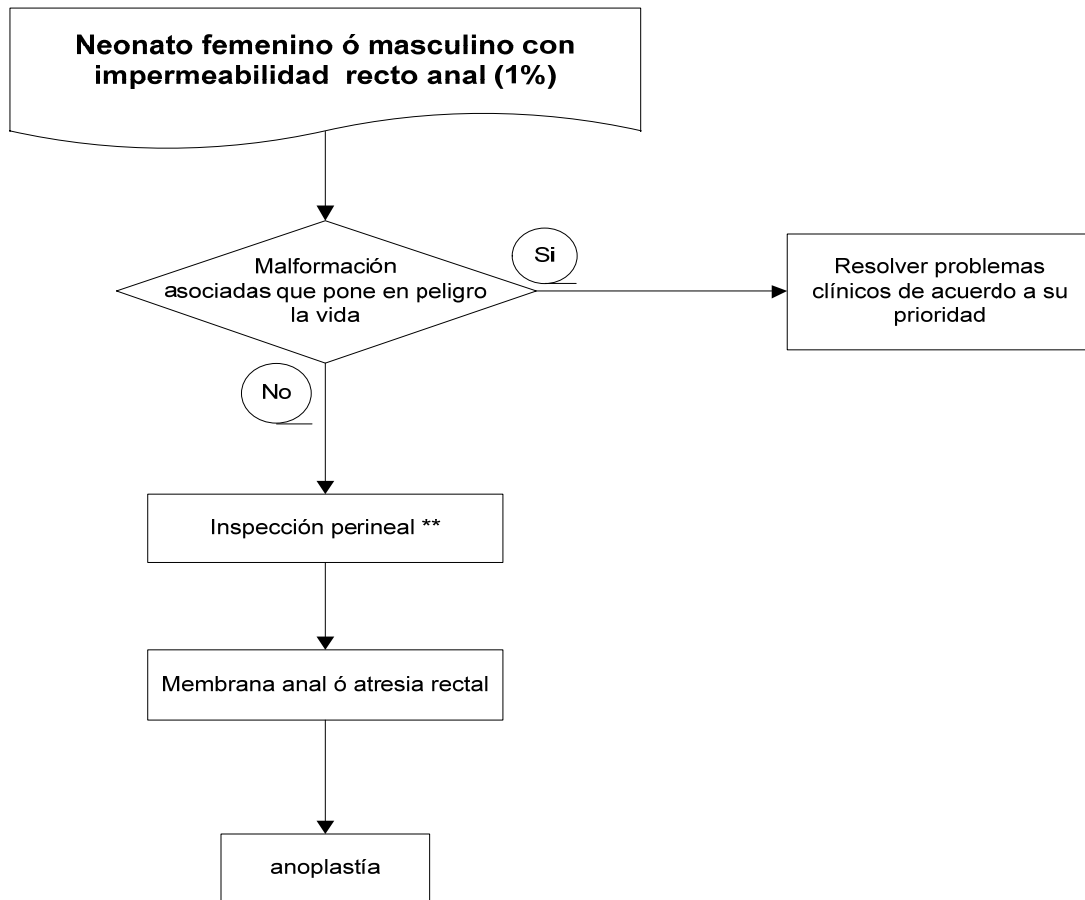 Neonato femenino ó masculino con
impermeabilidad recto anal (1%)
Malformación
asociadas que pone en peligro
la vida
Si
Resolver problemas
clínicos de acuerdo a su
prioridad
No
Inspección perineal **
Membrana anal ó atresia rectal
anoplastía